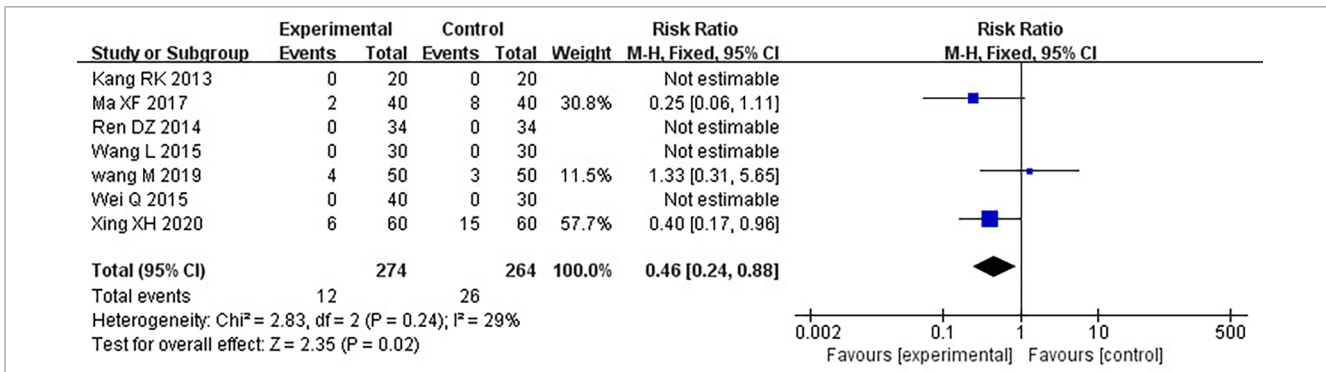 Experimental Control Risk Ratio Risk Ratio
Study or Subgroup Events Total Events Total Weight M-H, Fixed, 95% CI M-H, Fixed, 95% CI
Kang RK 2013 0 20 0 20 Not estimable
Ma XF 2017 2 40 8 40 30.8% 0.25 [0.06, 1.11]
Ren DZ 2014 0 34 0 34 Not estimable
Wang L 2015 0 30 0 30 Not estimable
wang M 2019 4 50 3 50 11.5% 1.33 [0.31, 5.65]
Wei Q 2015 0 40 0 30 Not estimable
Xing XH 2020 6 60 15 60 57.7% 0.40 [0.17, 0.96]
Total (95% CI) 274 264 100.0% 0.46 [0.24, 0.88]
Total events 12 26
Heterogeneity: Chi² = 2.83, df = 2 (P = 0.24); I² = 29%
Test for overall effect: Z = 2.35 (P = 0.02)
0.002 0.1 1 10 500
Favours [experimental] Favours [control]